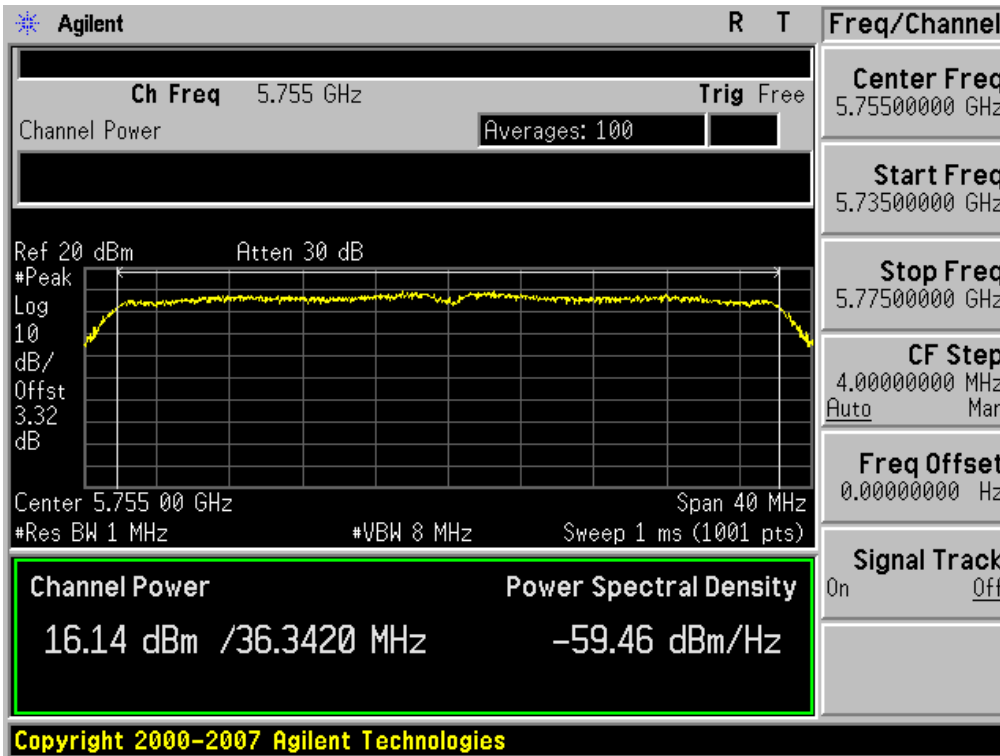 Agilent R T Freq/Channel
Ch Freq 5.755 GHz Trig Free
Channel Power Averages: 100
Center Freq
5.75500000 GHz
Start Freq
5.73500000 GHz
Stop Freq
5.77500000 GHz
CF Step
4.00000000 MHz
Auto Man
Freq Offset
0.00000000 Hz
Signal Track
On Off
Ref 20 dBm Atten 30 dB
#Peak
Log
10
dB/
Offst
3.32
dB
Center 5.755 00 GHz Span 40 MHz
#Res BW 1 MHz #VBW 8 MHz Sweep 1 ms (1001 pts)
Channel Power Power Spectral Density
16.14 dBm /36.3420 MHz -59.46 dBm/Hz
Copyright 2000-2007 Agilent Technologies